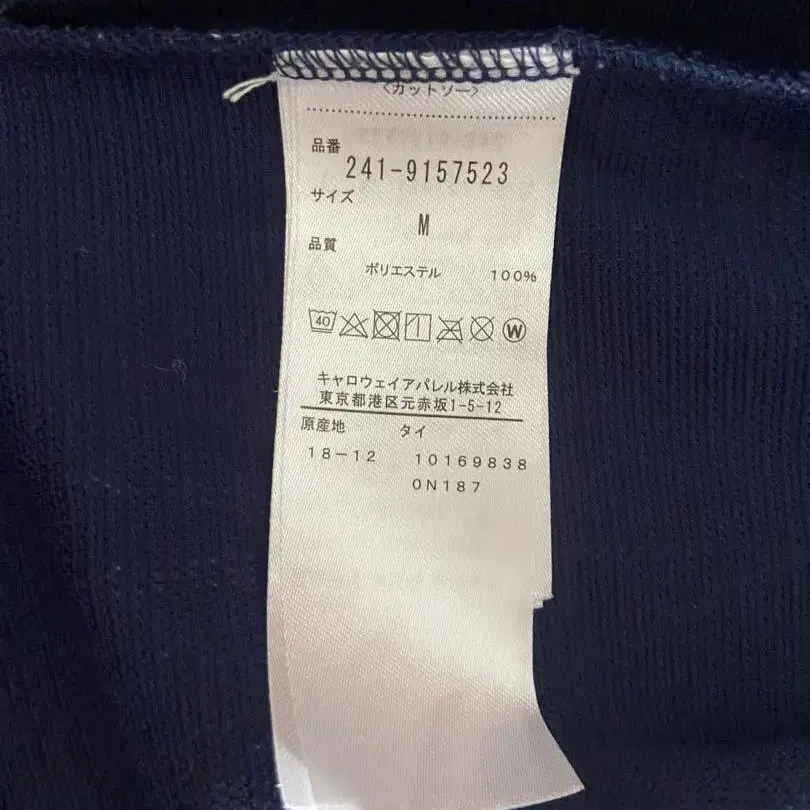 〈カットソー〉
品番
241-9157523
サイズ
M
品質
ポリエステル 100%
40 W
キャロウェイアパレル株式会社
東京都港区元赤坂1-5-12
原産地 タイ
18-12 10169838
0N187